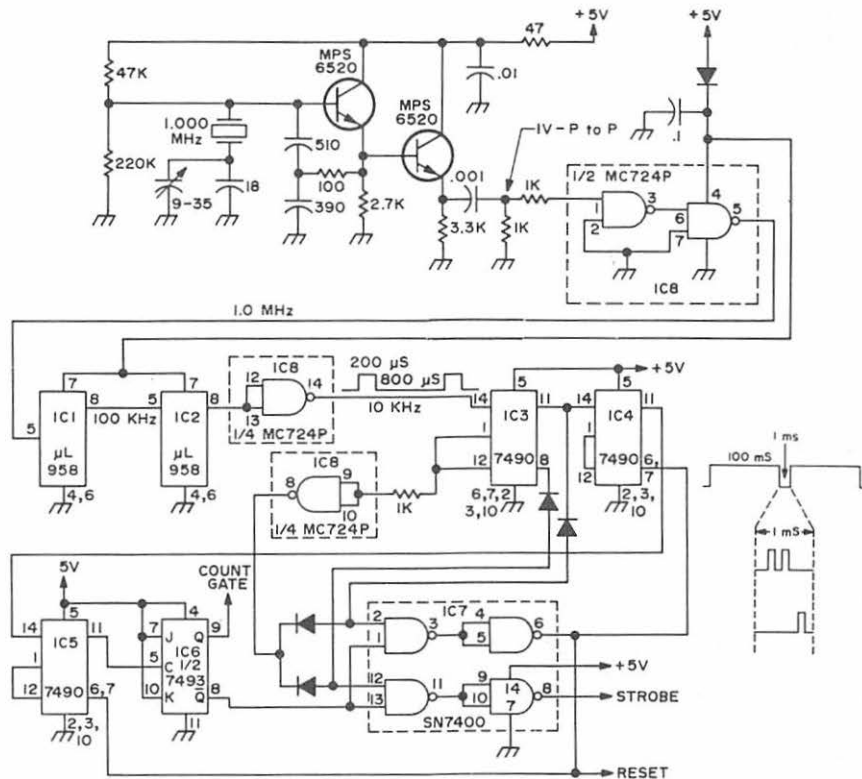 +5V
+5V
47
MPS
6520
47K
.01
MPS
6520
1.000
MHz
510
1V-P to P
.1
220K
9-35
18
100
390
2.7K
.001
1K
1/2 MC724P
3.3K
1K
1
2
3
4
6
7
5
IC8
1.0 MHz
+5V
7
7
IC8
12
13
14
200 µS
800 µS
5
5
8
5
8
IC1
100 KHz
IC2
1/4 MC724P
10 KHz
14
IC3
11
14
IC4
11
µL
958
µL
958
IC8
1
1
7490
7490
6,
7
4,6
4,6
8
9
10
1K
12
8
12
6,7,2
3,10
2,3,
10
1/4 MC724P
1 ms
100 mS
1 mS
5V
COUNT
GATE
5
4
14
IC5
11
7
J
Q
9
IC6
5
C
1/2
1
7493
12
7490
6,7
10
K
Q
8
2,3,
10
11
IC7
2
1
3
4
5
6
+5V
12
13
11
9
10
14
7
8
STROBE
SN7400
RESET